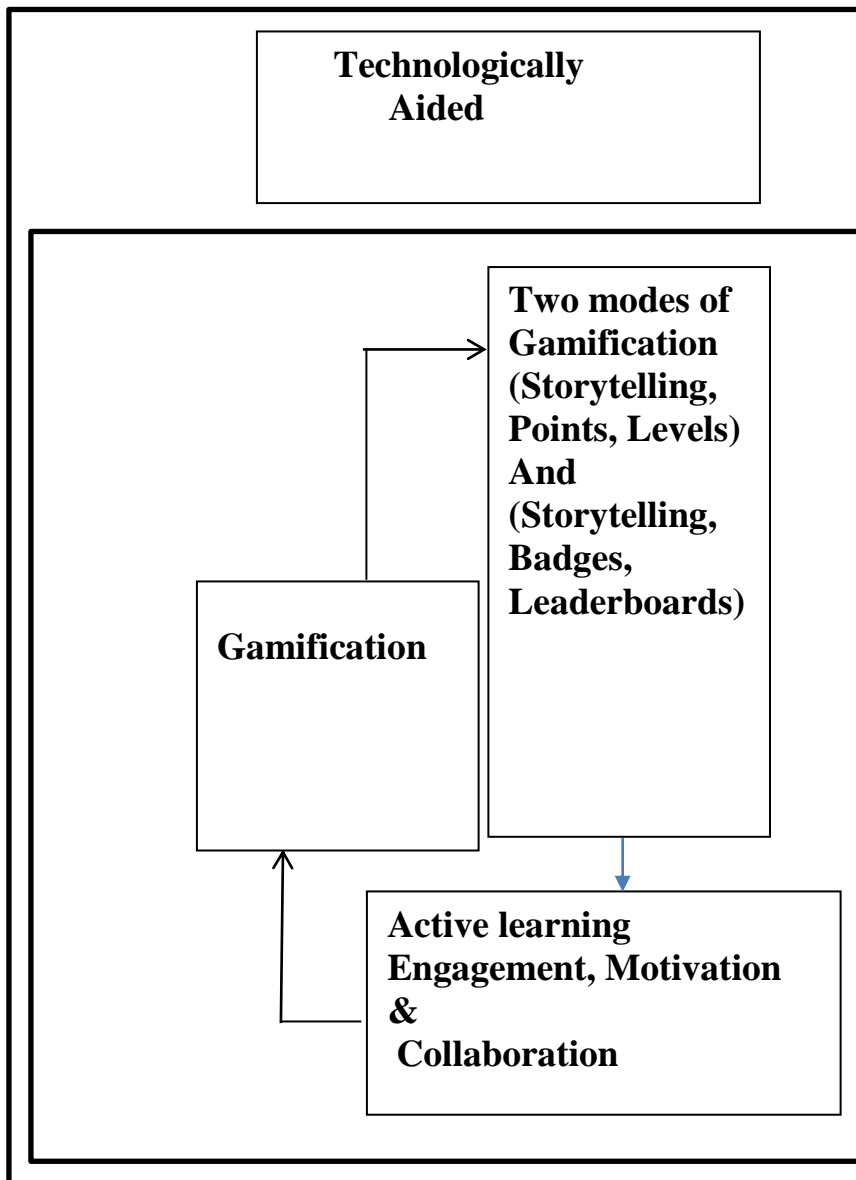 Technologically
Aided
Two modes of
Gamification
(Storytelling,
Points, Levels)
And
(Storytelling,
Badges,
Leaderboards)
Gamification
Active learning
Engagement, Motivation
&
Collaboration